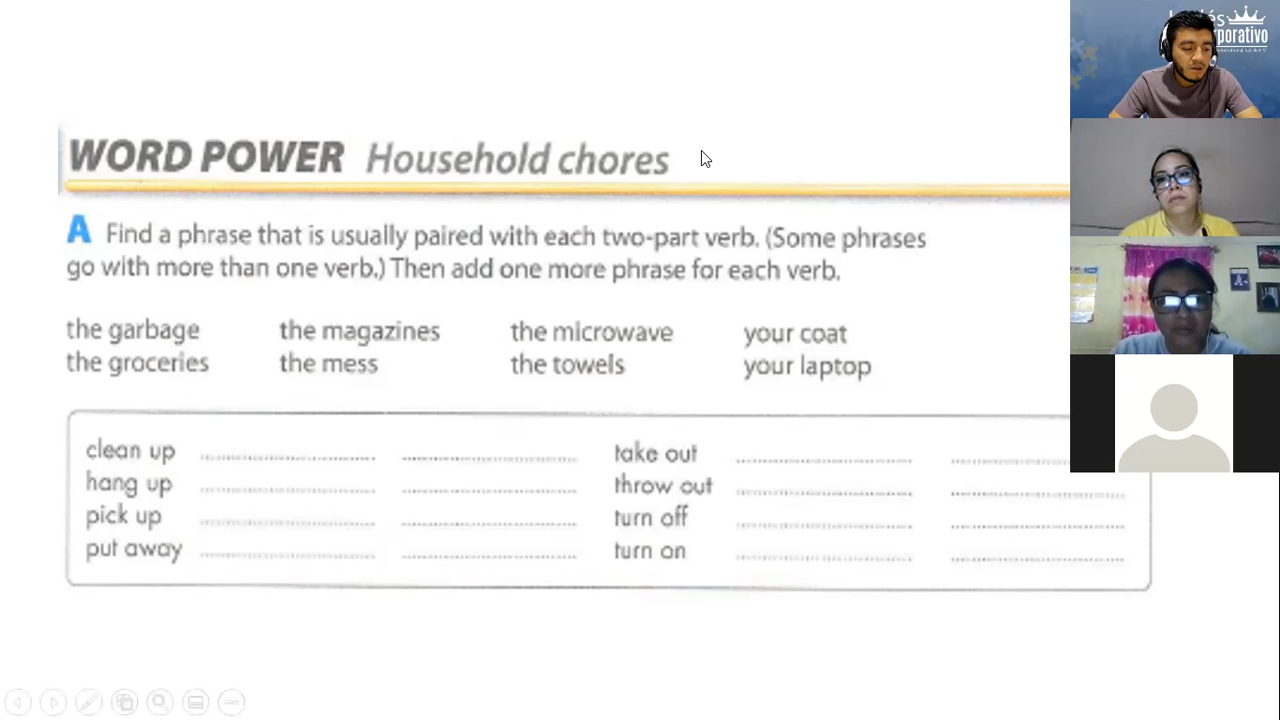 WORD POWER Household chores
A Find a phrase that is usually paired with each two-part verb. (Some phrases
go with more than one verb.) Then add one more phrase for each verb.
the garbage the magazines the microwave your coat
the groceries the mess the towels your laptop
clean up take out
hang up throw out
pick up turn off
put away turn on